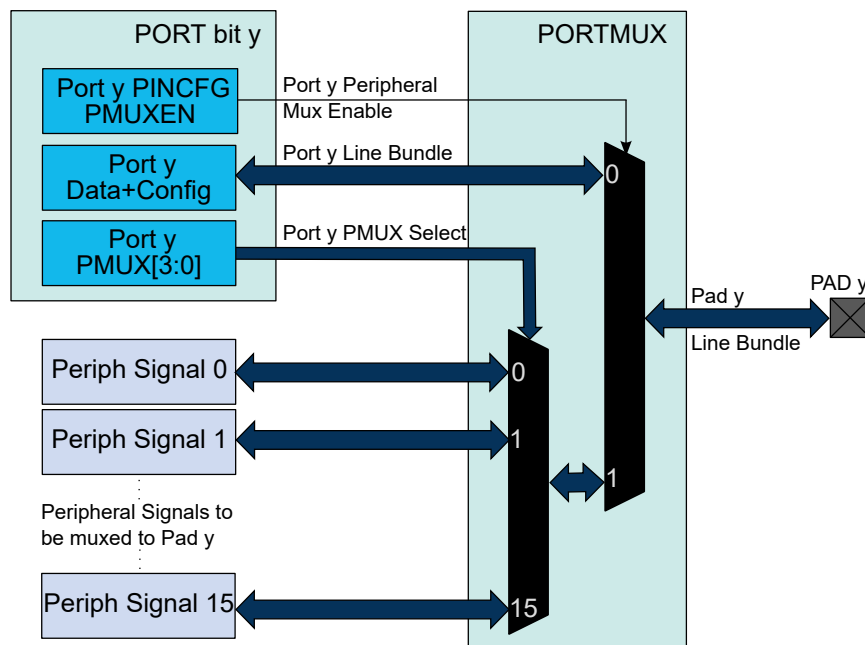 PORT bit y
PORTMUX
Port y PINCFG
PMUXEN
Port y Peripheral
Mux Enable
Port y
Data+Config
Port y Line Bundle
0
Port y
PMUX[3:0]
Port y PMUX Select
PAD y
Pad y
Line Bundle
Periph Signal 0
0
Periph Signal 1
1
1
Peripheral Signals to
be muxed to Pad y
Periph Signal 15
15